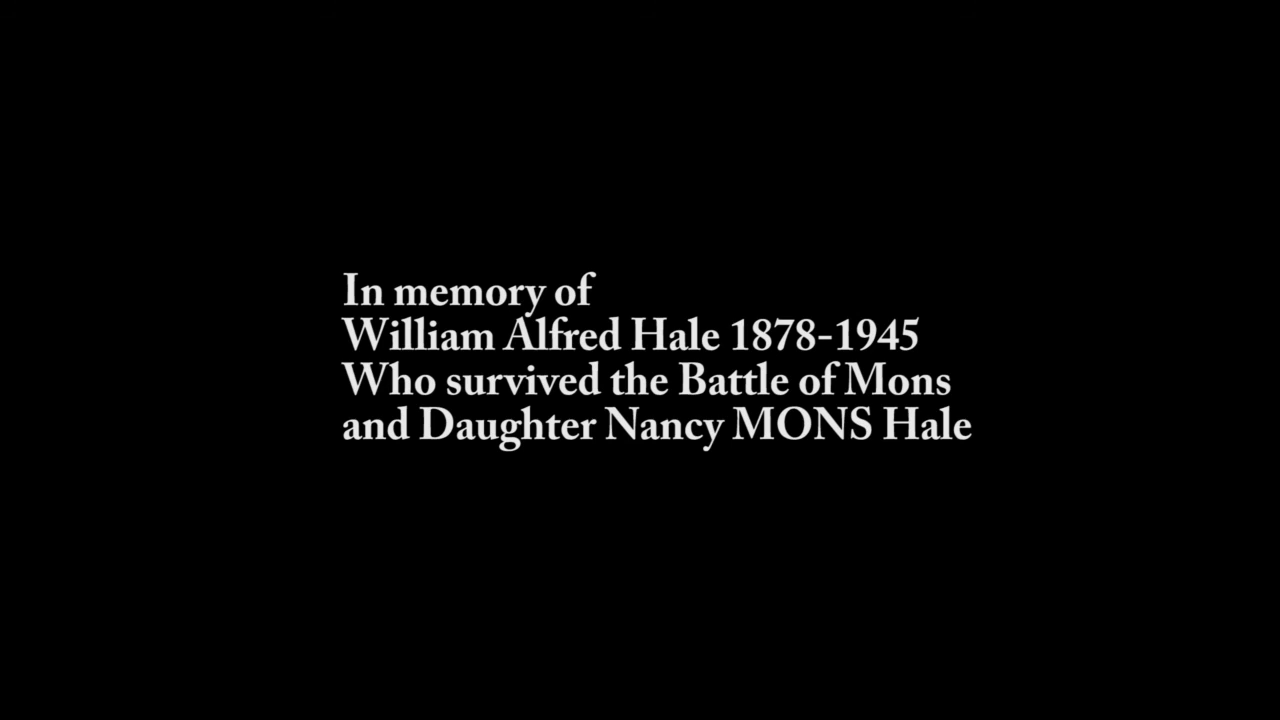 In memory of
William Alfred Hale 1878-1945
Who survived the Battle of Mons
and Daughter Nancy MONS Hale